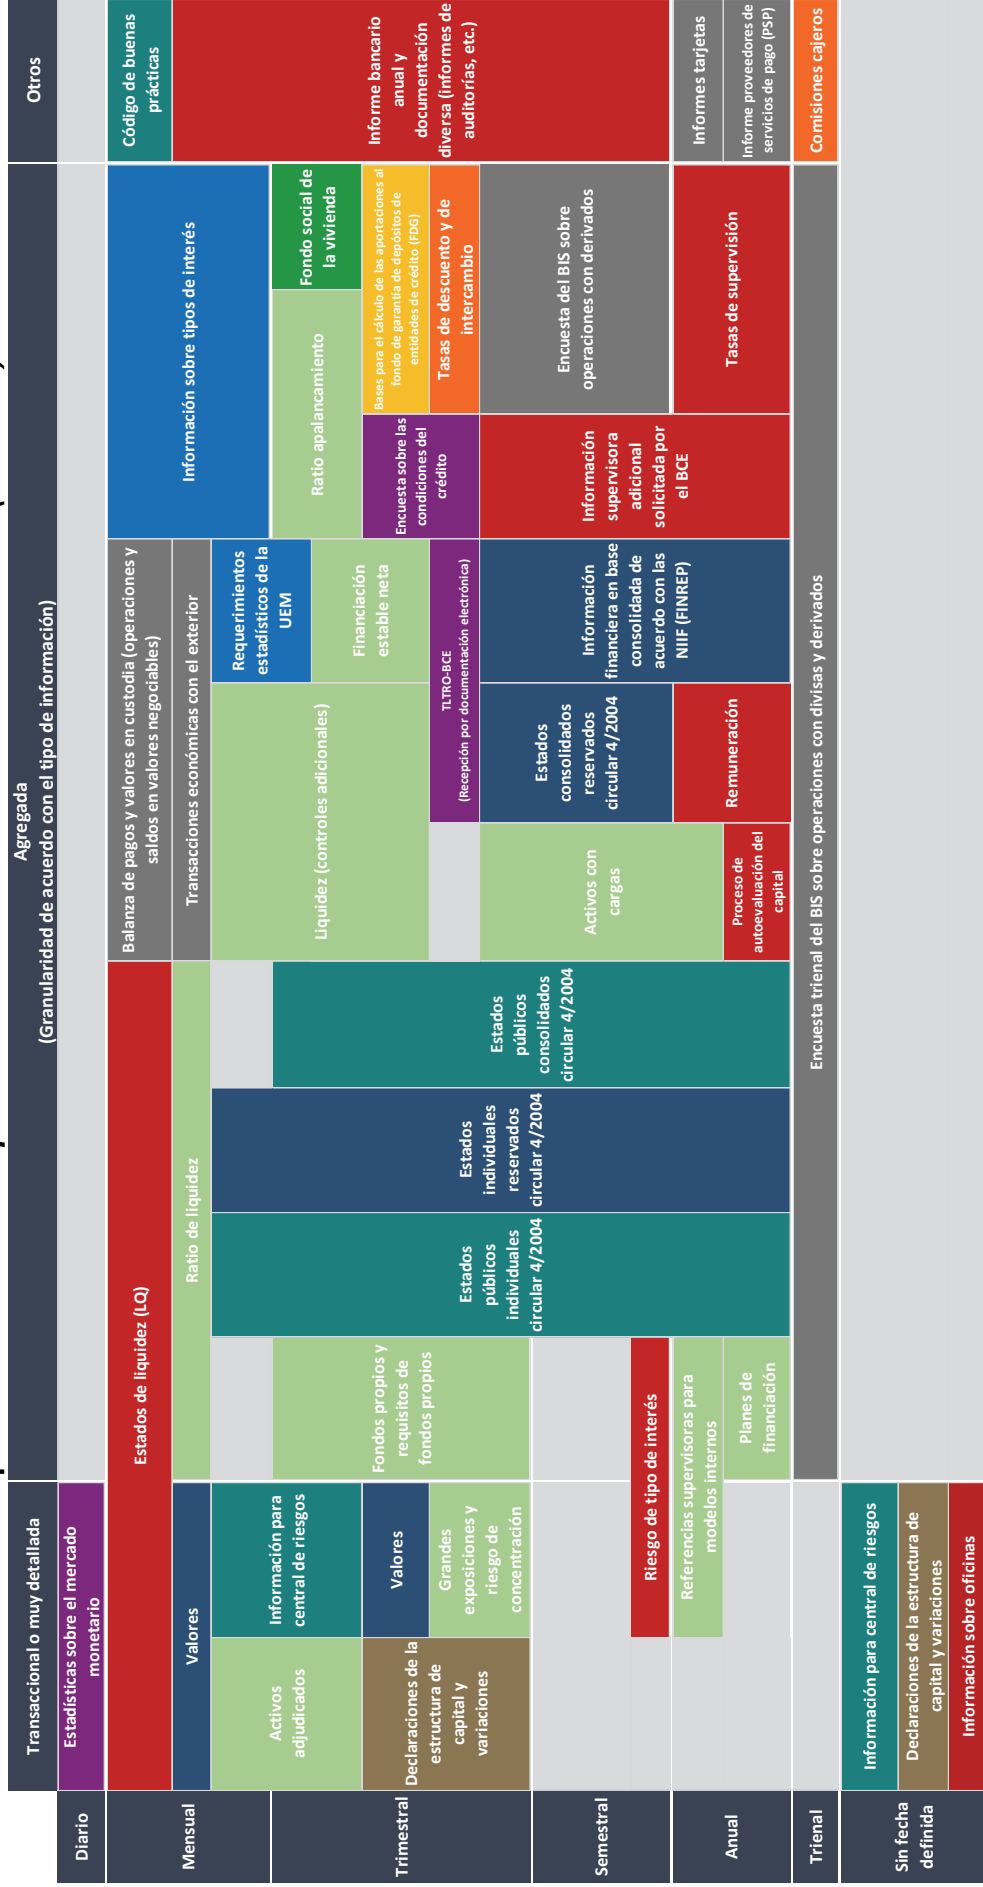 Transaccional o muy detallada
Agregada
(Granularidad de acuerdo con el tipo de información)
Otros
Diario
Estadísticas sobre el mercado
monetario
Mensual
Estados de liquidez (LQ)
Balanza de pagos y valores en custodia (operaciones y
saldos en valores negociables)
Información sobre tipos de interés
Código de buenas
prácticas
Valores
Ratio de liquidez
Transacciones económicas con el exterior
Informe bancario
anual y
documentación
diversa (informes de
auditorías, etc.)
Activos
adjudicados
Información para
central de riesgos
Estados
públicos
individuales
circular 4/2004
Estados
individuales
reservados
circular 4/2004
Estados
públicos
consolidados
circular 4/2004
Liquidez (controles adicionales)
Requerimientos
estadísticos de la
UEM
Financiación
estable neta
Trimestral
Fondos propios y
requisitos de
fondos propios
Ratio apalancamiento
Fondo social de
la vivienda
Declaraciones de la
estructura de
capital y
variaciones
Valores
Encuesta sobre las
condiciones del
crédito
Bases para el cálculo de las aportaciones al
fondo de garantía de depósitos de
entidades de crédito (FDG)
Grandes
exposiciones y
riesgo de
concentración
TLTRO-BCE
(Recepción por documentación electrónica)
Tasas de descuento y de
intercambio
Semestral
Activos con
cargas
Estados
consolidados
reservados
circular 4/2004
Información
financiera en base
consolidada de
acuerdo con las
NIIF (FINREP)
Información
supervisora
adicional
solicitada por
el BCE
Encuesta del BIS sobre
operaciones con derivados
Riesgo de tipo de interés
Anual
Referencias supervisoras para
modelos internos
Remuneración
Tasas de supervisión
Informes tarjetas
Planes de
financiación
Proceso de
autoevaluación del
capital
Informe proveedores de
servicios de pago (PSP)
Trienal
Encuesta trienal del BIS sobre operaciones con divisas y derivados
Comisiones cajeros
Sin fecha
definida
Información para central de riesgos
Declaraciones de la estructura de
capital y variaciones
Información sobre oficinas